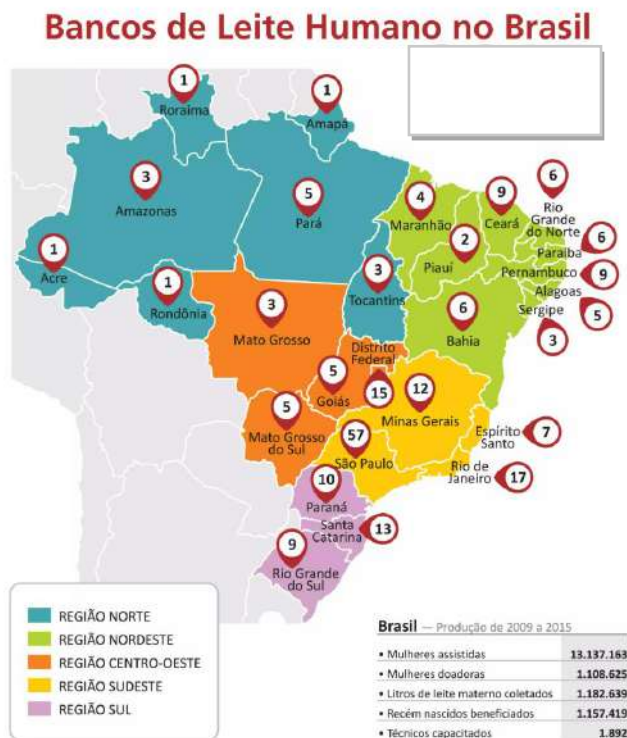 Bancos de Leite Humano no Brasil
1
Roraima
1
Amapá
3
Amazonas
5
Pará
4
Maranhão
9
Ceará
6
Rio
Grande
do Norte
6
Paraíba
2
Piauí
9
Pernambuco
5
Alagoas
3
Sergipe
1
Acre
1
Rondônia
3
Tocantins
6
Bahia
3
Mato Grosso
Distrito
Federal
15
5
Goiás
12
Minas Gerais
5
Mato Grosso
do Sul
57
São Paulo
Espírito
Santo
7
Rio de
Janeiro
17
10
Paraná
Santa
Catarina
13
9
Rio Grande
do Sul
REGIÃO NORTE
REGIÃO NORDESTE
REGIÃO CENTRO-OESTE
REGIÃO SUDESTE
REGIÃO SUL
Brasil — Produção de 2009 a 2015
• Mulheres assistidas 13.137.163
• Mulheres doadoras 1.108.625
• Litros de leite materno coletados 1.182.639
• Recém nascidos beneficiados 1.157.419
• Técnicos capacitados 1.892